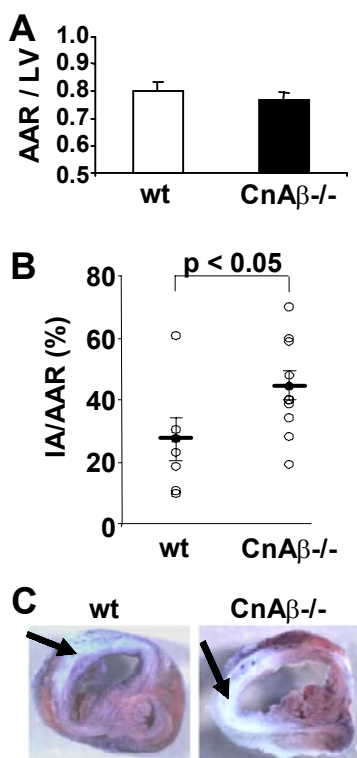 A
AAR / LV
1.0
0.9
0.8
0.7
0.6
0.5
wt CnAβ-/-
B
p < 0.05
IA/AAR (%)
80
60
40
20
0
wt CnAβ-/-
C
wt CnAβ-/-